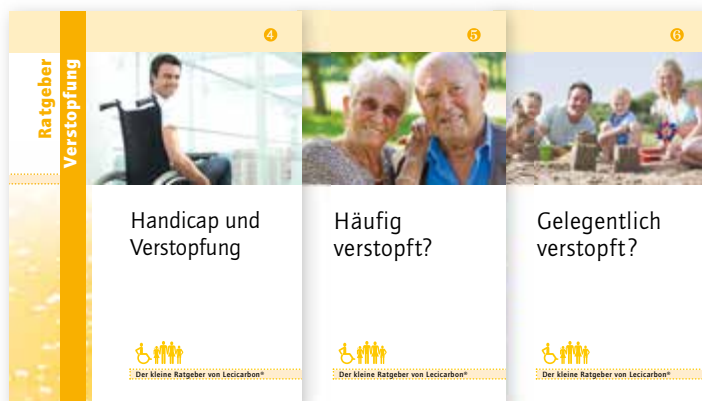 Ratgeber
Verstopfung
4
Handicap und
Verstopfung
Der kleine Ratgeber von Lecicarbon®
5
Häufig
verstopft?
Der kleine Ratgeber von Lecicarbon®
6
Gelegentlich
verstopft?
Der kleine Ratgeber von Lecicarbon®